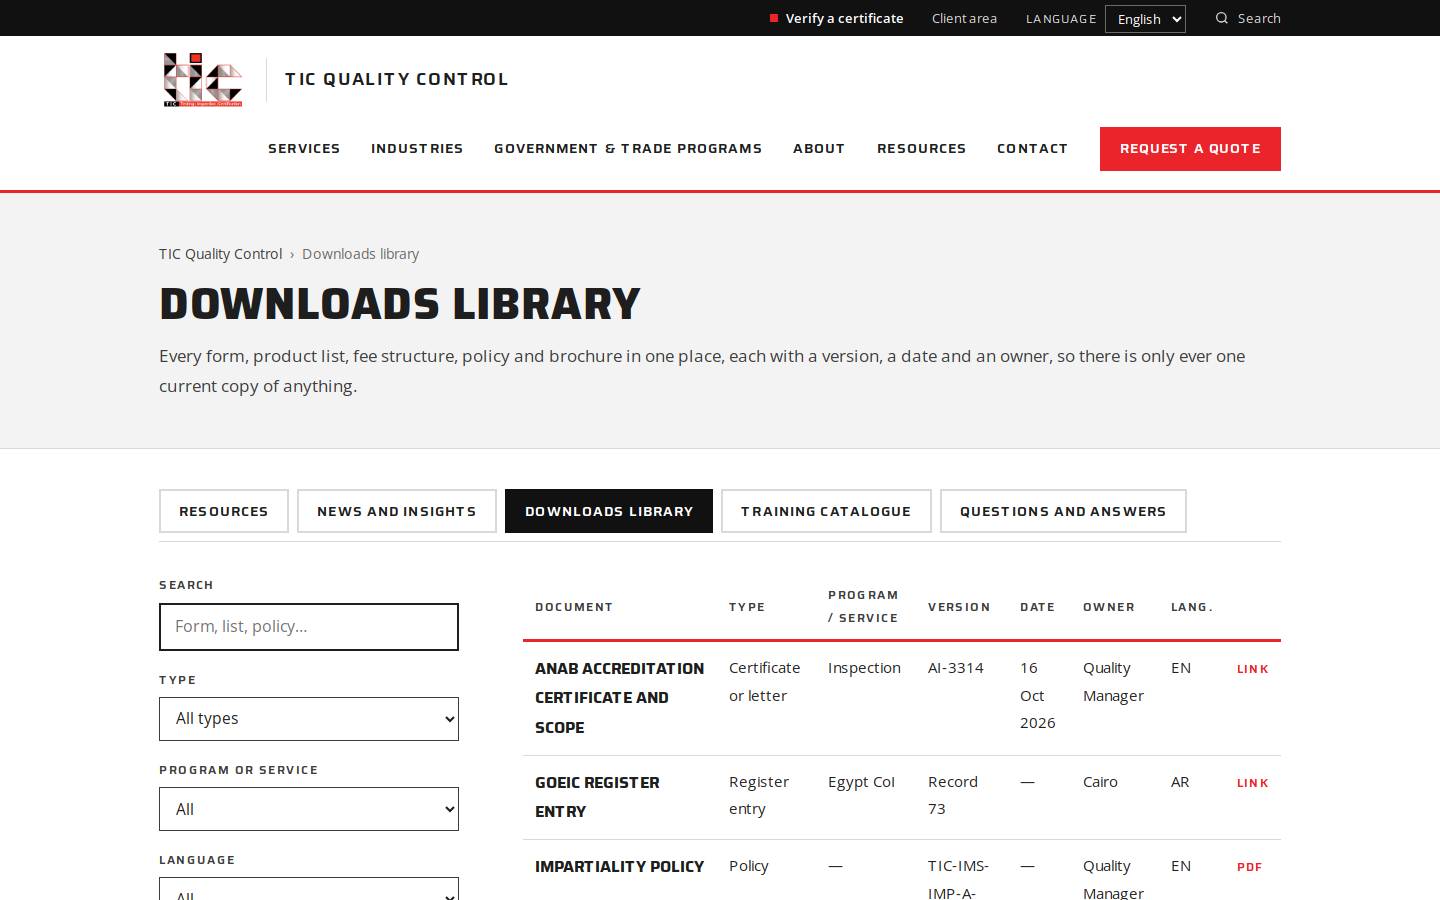 Verify a certificate
Client area
LANGUAGE
English
Search
TIC QUALITY CONTROL
SERVICES
INDUSTRIES
GOVERNMENT & TRADE PROGRAMS
ABOUT
RESOURCES
CONTACT
REQUEST A QUOTE
TIC Quality Control › Downloads library
DOWNLOADS LIBRARY
Every form, product list, fee structure, policy and brochure in one place, each with a version, a date and an owner, so there is only ever one
current copy of anything.
RESOURCES
NEWS AND INSIGHTS
DOWNLOADS LIBRARY
TRAINING CATALOGUE
QUESTIONS AND ANSWERS
SEARCH
Form, list, policy...
TYPE
All types
PROGRAM OR SERVICE
All
LANGUAGE
All
DOCUMENT
TYPE
PROGRAM
/ SERVICE
VERSION
DATE
OWNER
LANG.
ANAB ACCREDITATION
CERTIFICATE AND
SCOPE
Certificate
or letter
Inspection
AI-3314
16
Oct
2026
Quality
Manager
EN
LINK
GOEIC REGISTER
ENTRY
Register
entry
Egypt CoI
Record
73
—
Cairo
AR
LINK
IMPARTIALITY POLICY
Policy
—
TIC-IMS-
IMP-A-
—
Quality
Manager
EN
PDF